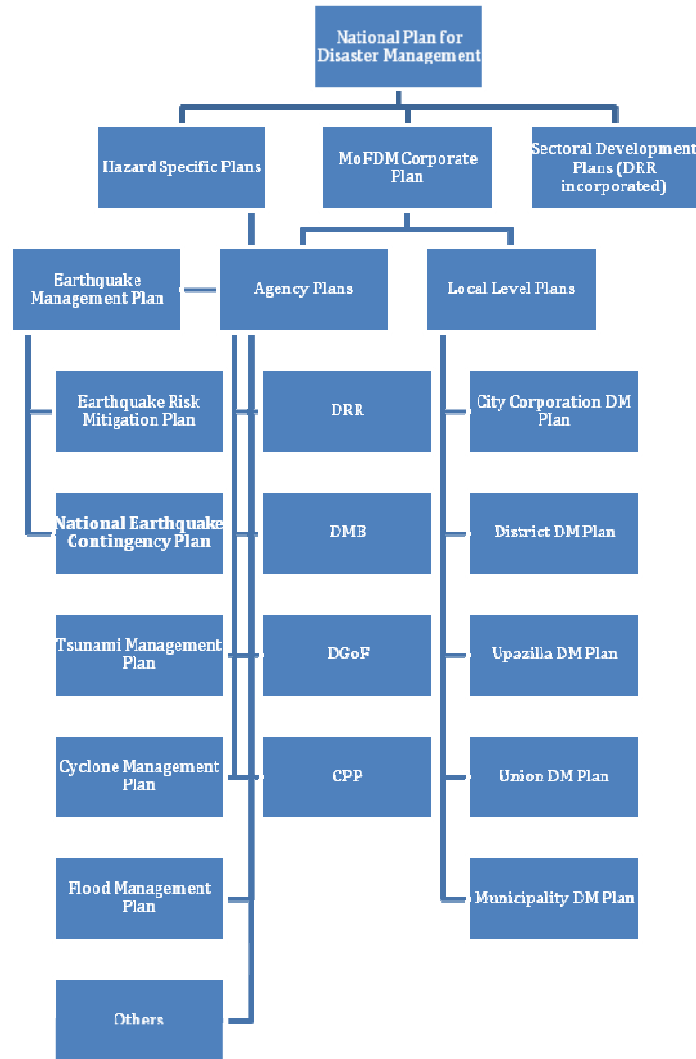 National Plan for
Disaster Management
Hazard Specific Plans
MoFDM Corporate
Plan
Sectoral Development
Plans (DRR
incorporated)
Earthquake
Management Plan
Agency Plans
Local Level Plans
Earthquake Risk
Mitigation Plan
DRR
City Corporation DM
Plan
National Earthquake
Contingency Plan
DMB
District DM Plan
Tsunami Management
Plan
DGoF
Upazilla DM Plan
Cyclone Management
Plan
CPP
Union DM Plan
Flood Management
Plan
Municipality DM Plan
Others